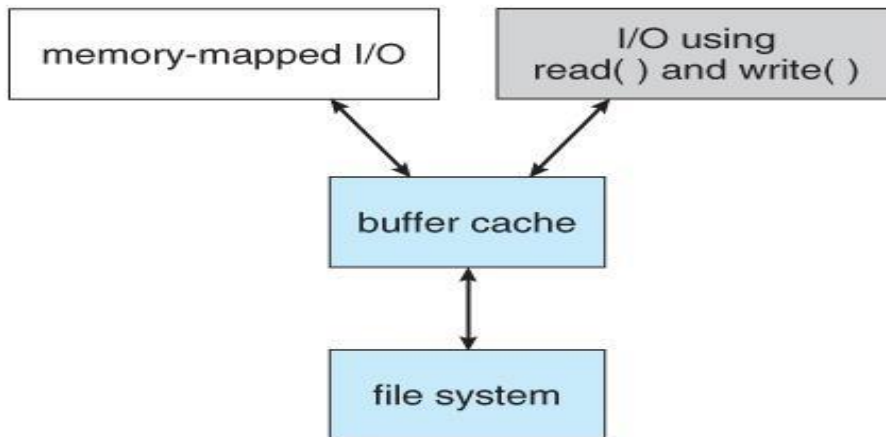 memory-mapped I/O
I/O using
read( ) and write( )
buffer cache
file system